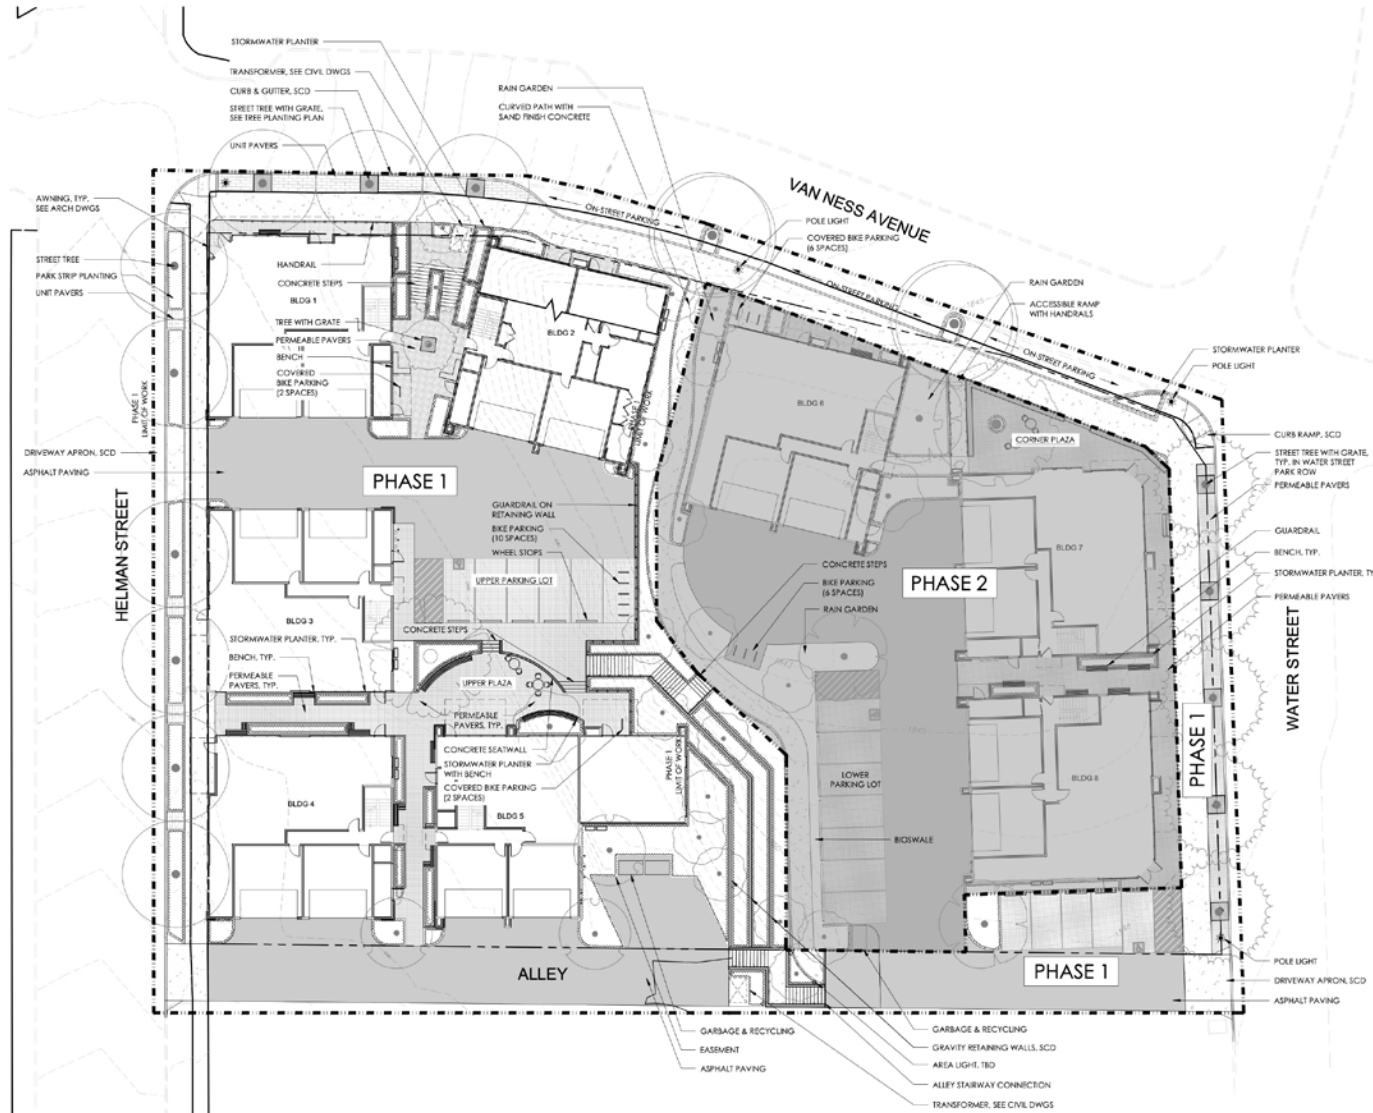 STORMWATER PLANTER
TRANSFORMER, SEE CIVIL DWGS
CURB & GUTTER, SCD
STREET TREE WITH GRATE,
SEE TREE PLANTING PLAN
UNIT PAVERS
RAIN GARDEN
CURVED PATH WITH
SAND FINISH CONCRETE
VAN NESS AVENUE
AWNING, TYP.
SEE ARCH DWGS
STREET TREE
PARK STRIP PLANTING
UNIT PAVERS
ON-STREET PARKING
POLE LIGHT
COVERED BIKE PARKING
(6 SPACES)
ON-STREET PARKING
RAIN GARDEN
ACCESSIBLE RAMP
WITH HANDRAILS
ON-STREET PARKING
STORMWATER PLANTER
POLE LIGHT
HANDRAIL
CONCRETE STEPS
BLDG 1
TREE WITH GRATE
PERMEABLE PAVERS
BENCH
COVERED
BIKE PARKING
(2 SPACES)
BLDG 2
PHASE 1
LIMIT OF WORK
PHASE 1
LIMIT OF WORK
BLDG 6
CORNER PLAZA
CURB RAMP, SCD
STREET TREE WITH GRATE,
TYP. IN WATER STREET
PARK ROW
PERMEABLE PAVERS
GUARDRAIL
BENCH, TYP.
STORMWATER PLANTER, TY
PERMEABLE PAVERS
DRIVEWAY APRON, SCD
ASPHALT PAVING
HELMAN STREET
PHASE 1
GUARDRAIL ON
RETAINING WALL
BIKE PARKING
(10 SPACES)
WHEEL STOPS
UPPER PARKING LOT
CONCRETE STEPS
BLDG 3
STORMWATER PLANTER, TYP.
BENCH, TYP.
PERMEABLE
PAVERS, TYP.
UPPER PLAZA
PERMEABLE
PAVERS, TYP.
CONCRETE STEPS
BIKE PARKING
(6 SPACES)
RAIN GARDEN
PHASE 2
BLDG 7
WATER STREET
PHASE 1
CONCRETE SEATWALL
STORMWATER PLANTER
WITH BENCH
COVERED BIKE PARKING
(2 SPACES)
PHASE 1
LIMIT OF WORK
BLDG 4
BLDG 5
LOWER
PARKING LOT
BLDG 8
BIOSWALE
ALLEY
PHASE 1
POLE LIGHT
DRIVEWAY APRON, SCD
ASPHALT PAVING
GARBAGE & RECYCLING
EASEMENT
ASPHALT PAVING
GARBAGE & RECYCLING
GRAVITY RETAINING WALLS, SCD
AREA LIGHT, TBD
ALLEY STAIRWAY CONNECTION
TRANSFORMER, SEE CIVIL DWGS